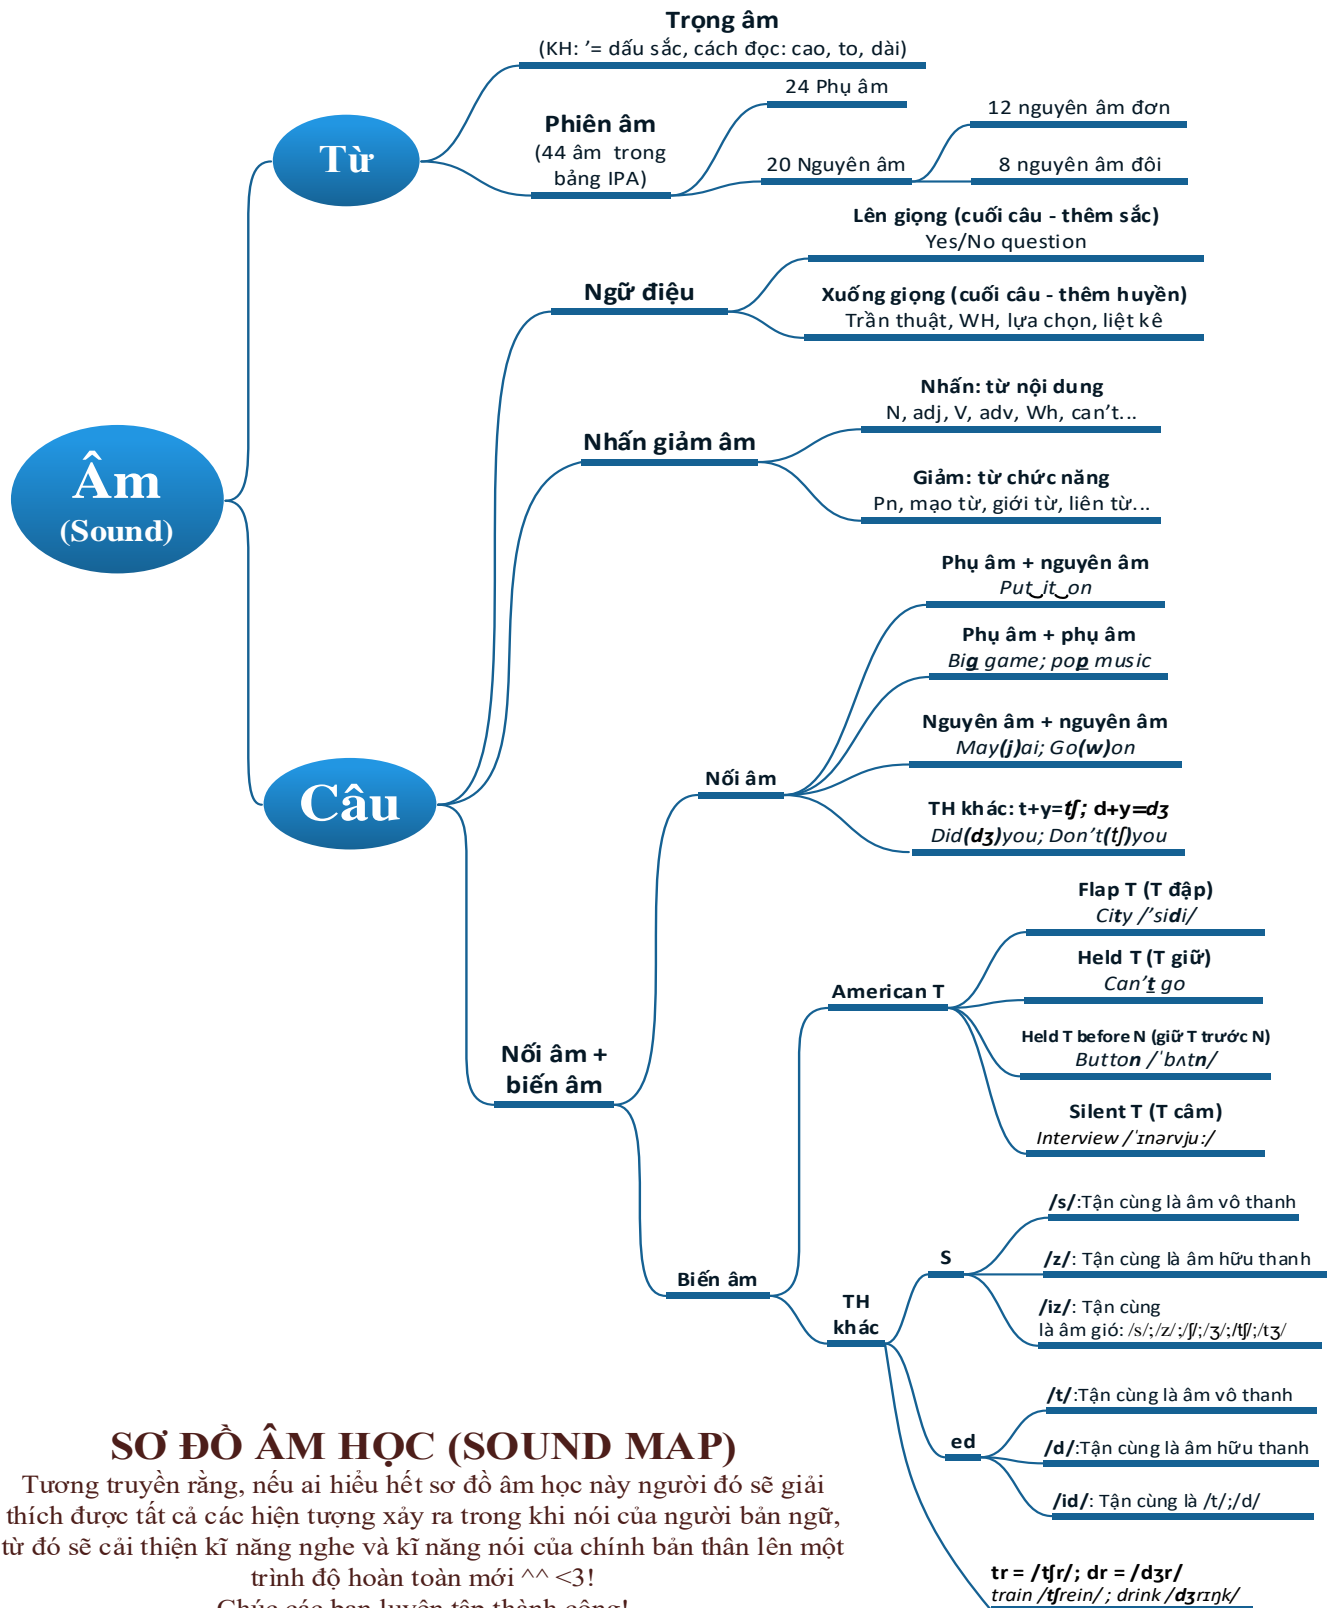 Âm
(Sound)
Từ
Trọng âm
(KH: ’= dấu sắc, cách đọc: cao, to, dài)
Phiên âm
(44 âm trong
bảng IPA)
24 Phụ âm
20 Nguyên âm
12 nguyên âm đơn
8 nguyên âm đôi
Câu
Ngữ điệu
Lên giọng (cuối câu - thêm sắc)
Yes/No question
Xuống giọng (cuối câu - thêm huyền)
Trần thuật, WH, lựa chọn, liệt kê
Nhấn giảm âm
Nhấn: từ nội dung
N, adj, V, adv, Wh, can’t...
Giảm: từ chức năng
Pn, mạo từ, giới từ, liên từ...
Nối âm +
biến âm
Nối âm
Phụ âm + nguyên âm
Put‿it‿on
Phụ âm + phụ âm
Big game; pop music
Nguyên âm + nguyên âm
May(j)ai; Go(w)on
TH khác: t+y=tʃ; d+y=dʒ
Did(dʒ)you; Don’t(tʃ)you
Biến âm
American T
Flap T (T đập)
City /’sidi/
Held T (T giữ)
Can’t go
Held T before N (giữ T trước N)
Button /ˈbʌtn/
Silent T (T câm)
Interview /ˈɪnərvju:/
TH
khác
S
/s/:Tận cùng là âm vô thanh
/z/: Tận cùng là âm hữu thanh
/iz/: Tận cùng
là âm gió: /s/;/z/;/ʃ/;/ʒ/;/tʃ/;/tʒ/
ed
/t/:Tận cùng là âm vô thanh
/d/:Tận cùng là âm hữu thanh
/id/: Tận cùng là /t/;/d/
tr = /tʃr/; dr = /dʒr/
train /tʃrein/ ; drink /dʒrɪŋk/
SƠ ĐỒ ÂM HỌC (SOUND MAP)
Tương truyền rằng, nếu ai hiểu hết sơ đồ âm học này người đó sẽ giải
thích được tất cả các hiện tượng xảy ra trong khi nói của người bản ngữ,
từ đó sẽ cải thiện kĩ năng nghe và kĩ năng nói của chính bản thân lên một
trình độ hoàn toàn mới ^^ <3!
Chúc các bạn luyện tập thành công!